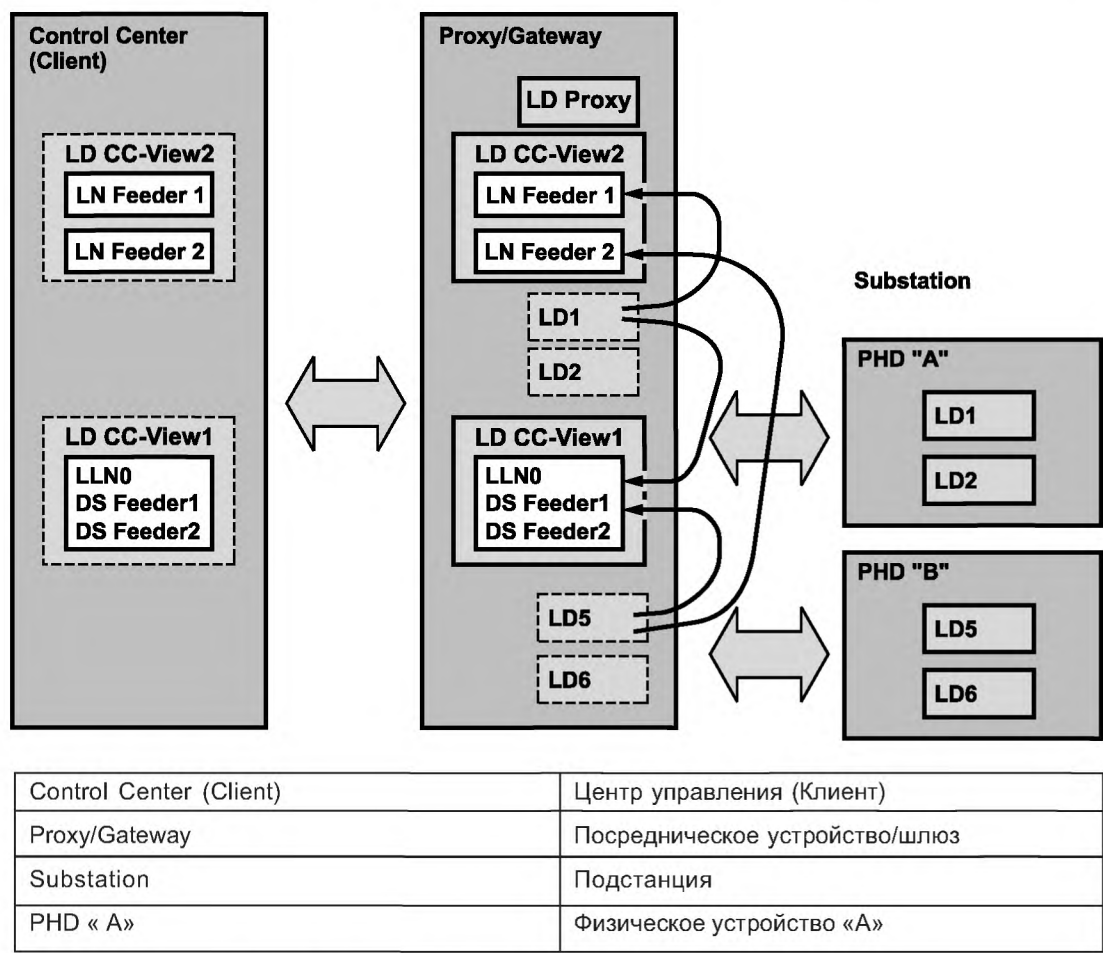 Control Center
(Client)
LD CC-View2
LN Feeder 1
LN Feeder 2
LD CC-View1
LLN0
DS Feeder1
DS Feeder2
Proxy/Gateway
LD Proxy
LD CC-View2
LN Feeder 1
LN Feeder 2
LD1
LD2
LD CC-View1
LLN0
DS Feeder1
DS Feeder2
LD5
LD6
Substation
PHD "A"
LD1
LD2
PHD "B"
LD5
LD6
Control Center (Client) Центр управления (Клиент)
Proxy/Gateway Посредническое устройство/шлюз
Substation Подстанция
PHD « A» Физическое устройство «А»